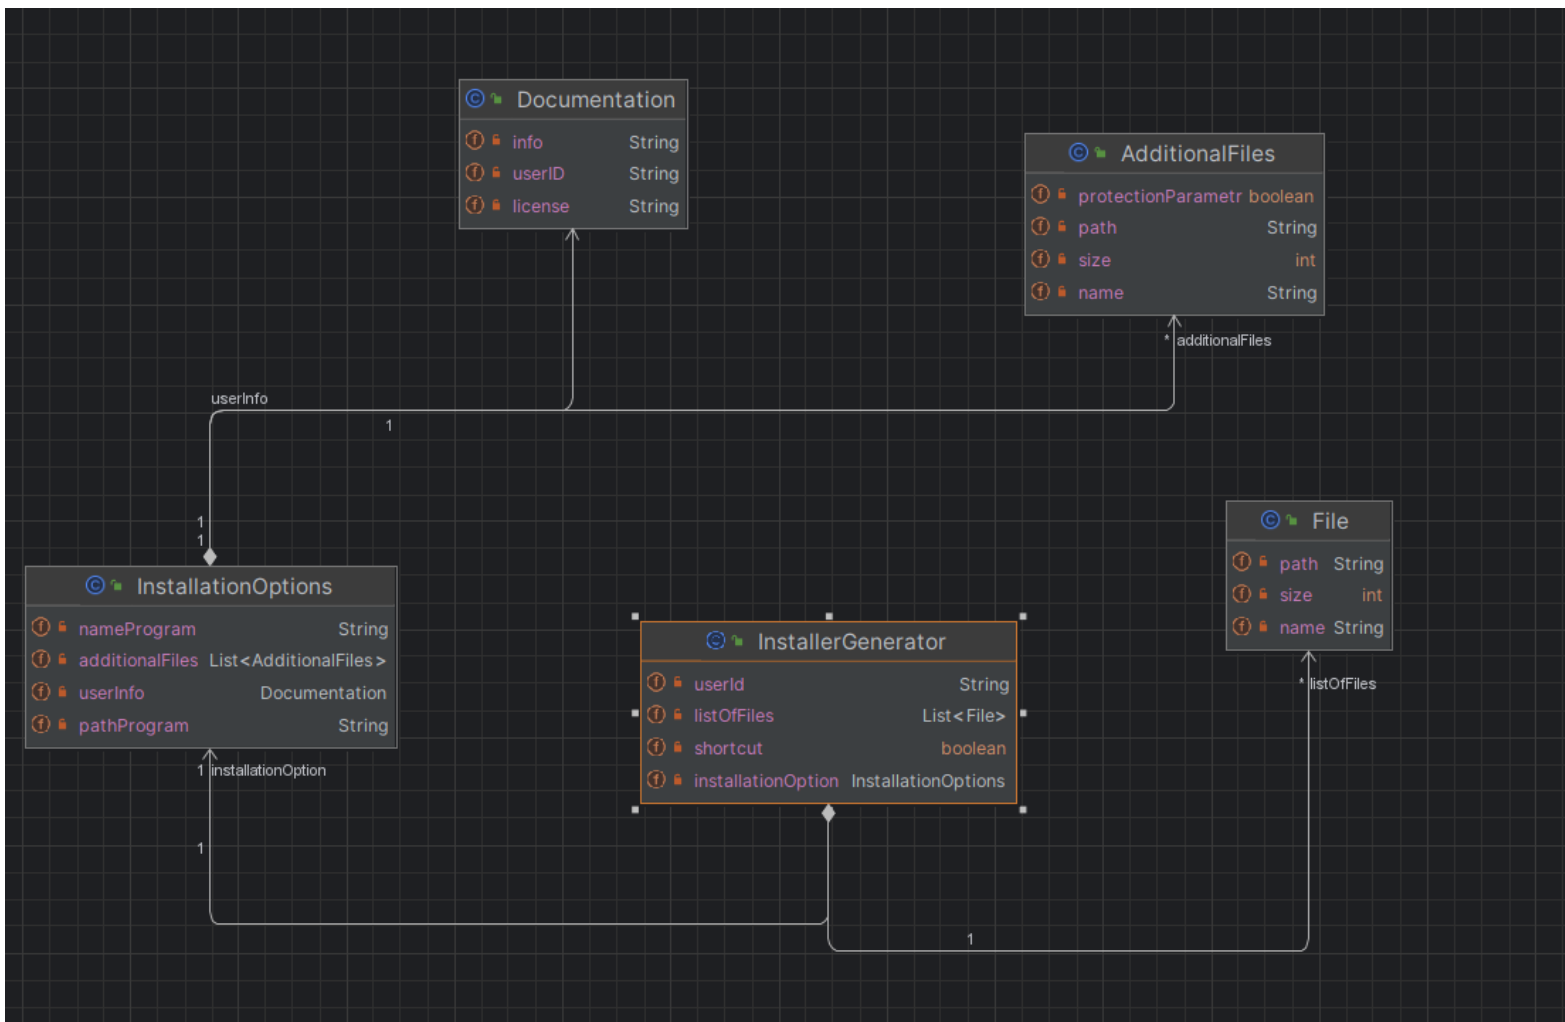 Documentation
info String
userID String
license String
AdditionalFiles
protectionParametr boolean
path String
size int
name String
* additionalFiles
userInfo
1
1
1
File
path String
size int
name String
* listOfFiles
InstallationOptions
nameProgram String
additionalFiles List<AdditionalFiles>
userInfo Documentation
pathProgram String
1 installationOption
1
InstallerGenerator
userId String
listOfFiles List<File>
shortcut boolean
installationOption InstallationOptions
1